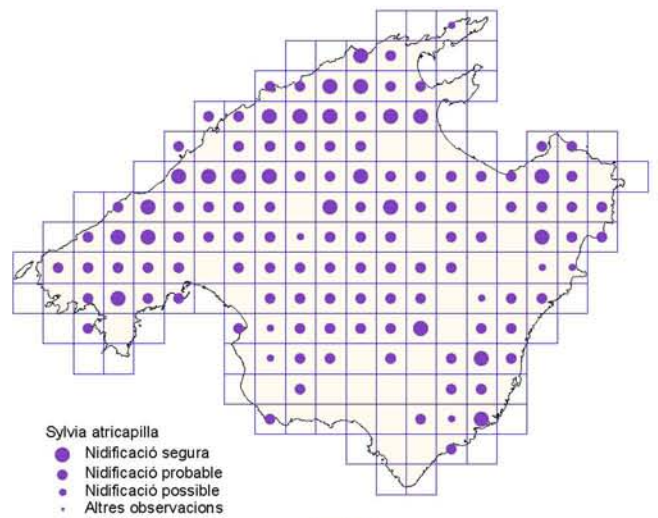 Sylvia atricapilla
Nidificació segura
Nidificació probable
Nidificació possible
Altres observacions